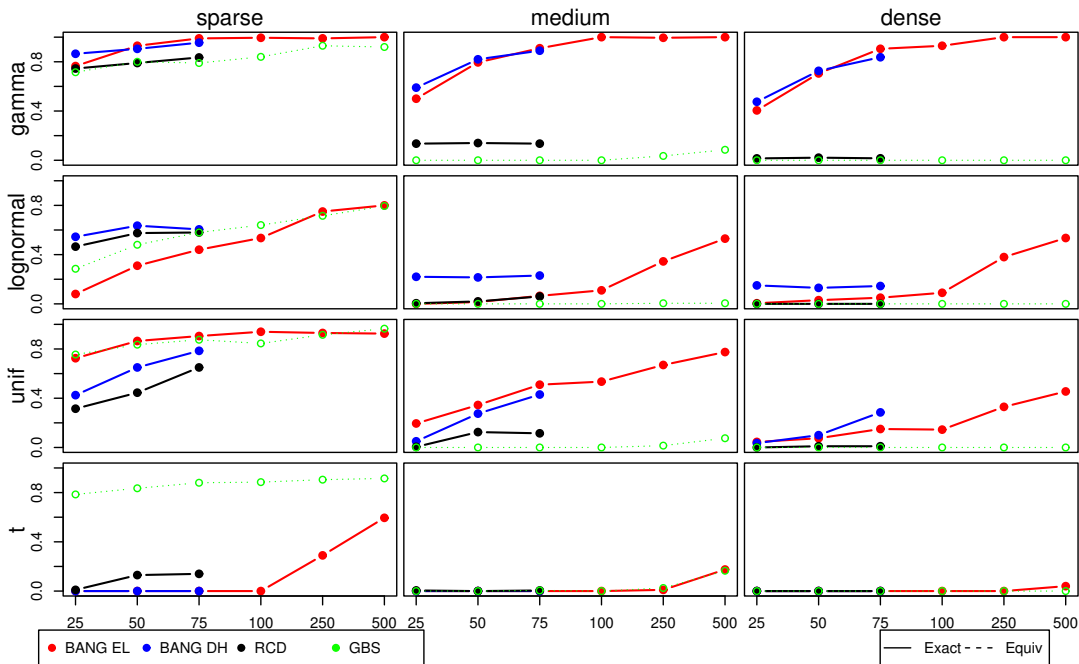 sparse medium dense
gamma
0.0 0.4 0.8
lognormal
0.0 0.4 0.8
unif
0.0 0.4 0.8
t
0.0 0.4 0.8
25 50 75 100 250 500 25 50 75 100 250 500 25 50 75 100 250 500
BANG EL BANG DH RCD GBS Exact Equiv